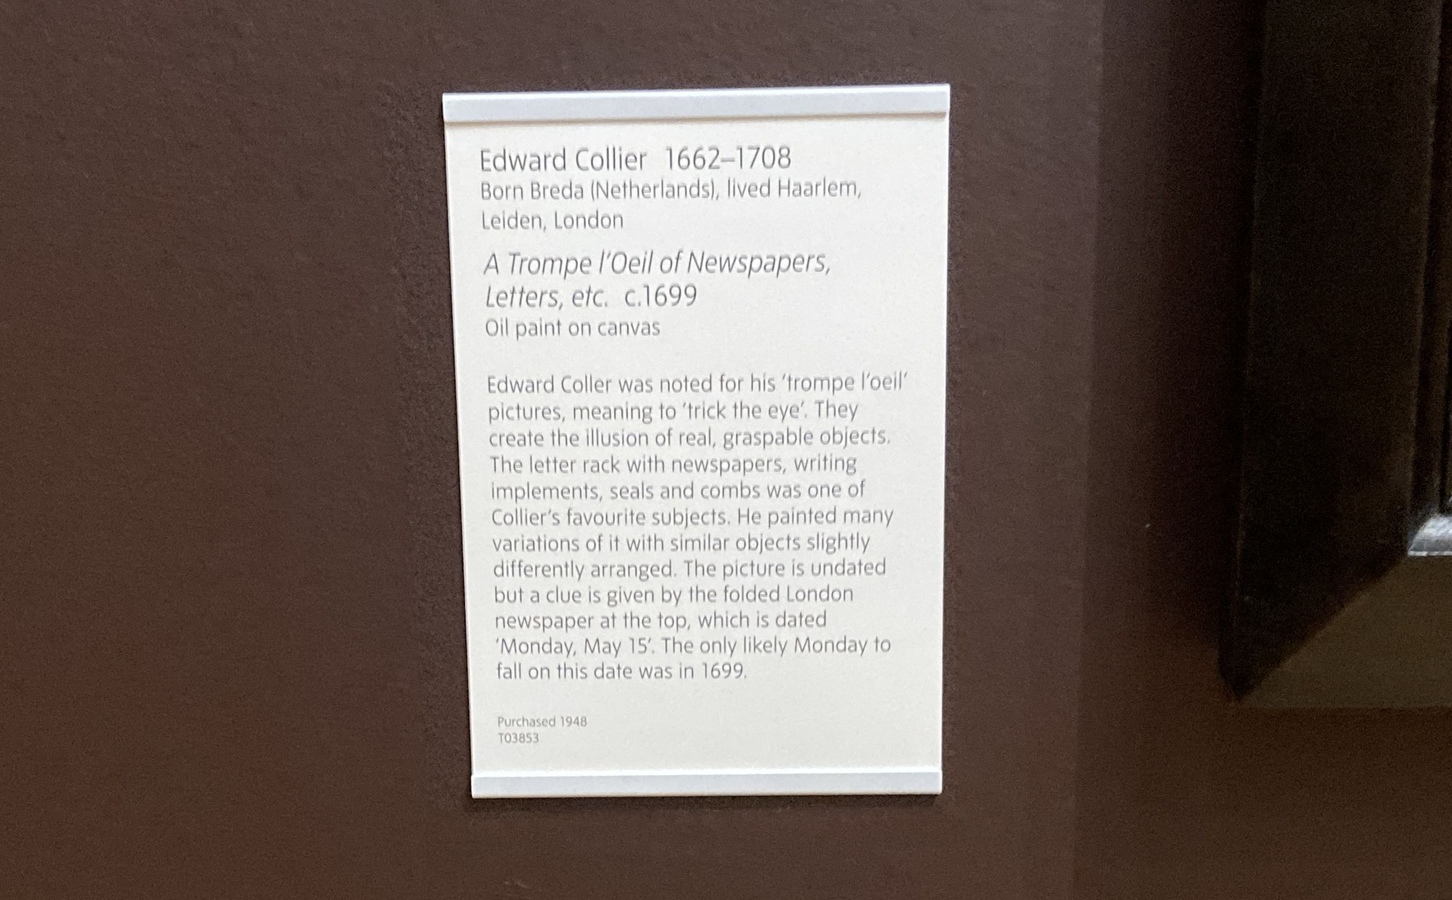 Edward Collier 1662–1708
Born Breda (Netherlands), lived Haarlem,
Leiden, London
A Trompe l'Oeil of Newspapers,
Letters, etc. c.1699
Oil paint on canvas
Edward Coller was noted for his 'trompe l'oeil'
pictures, meaning to 'trick the eye'. They
create the illusion of real, graspable objects.
The letter rack with newspapers, writing
implements, seals and combs was one of
Collier's favourite subjects. He painted many
variations of it with similar objects slightly
differently arranged. The picture is undated
but a clue is given by the folded London
newspaper at the top, which is dated
'Monday, May 15'. The only likely Monday to
fall on this date was in 1699.
Purchased 1948
T03853